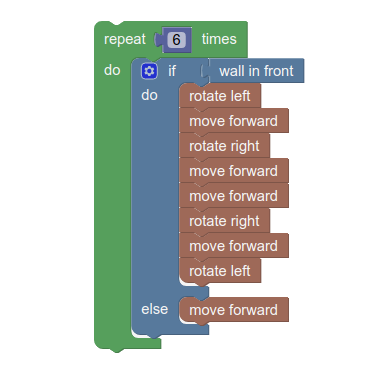 repeat 6 times
do if wall in front
do rotate left
move forward
rotate right
move forward
move forward
rotate right
move forward
rotate left
else move forward